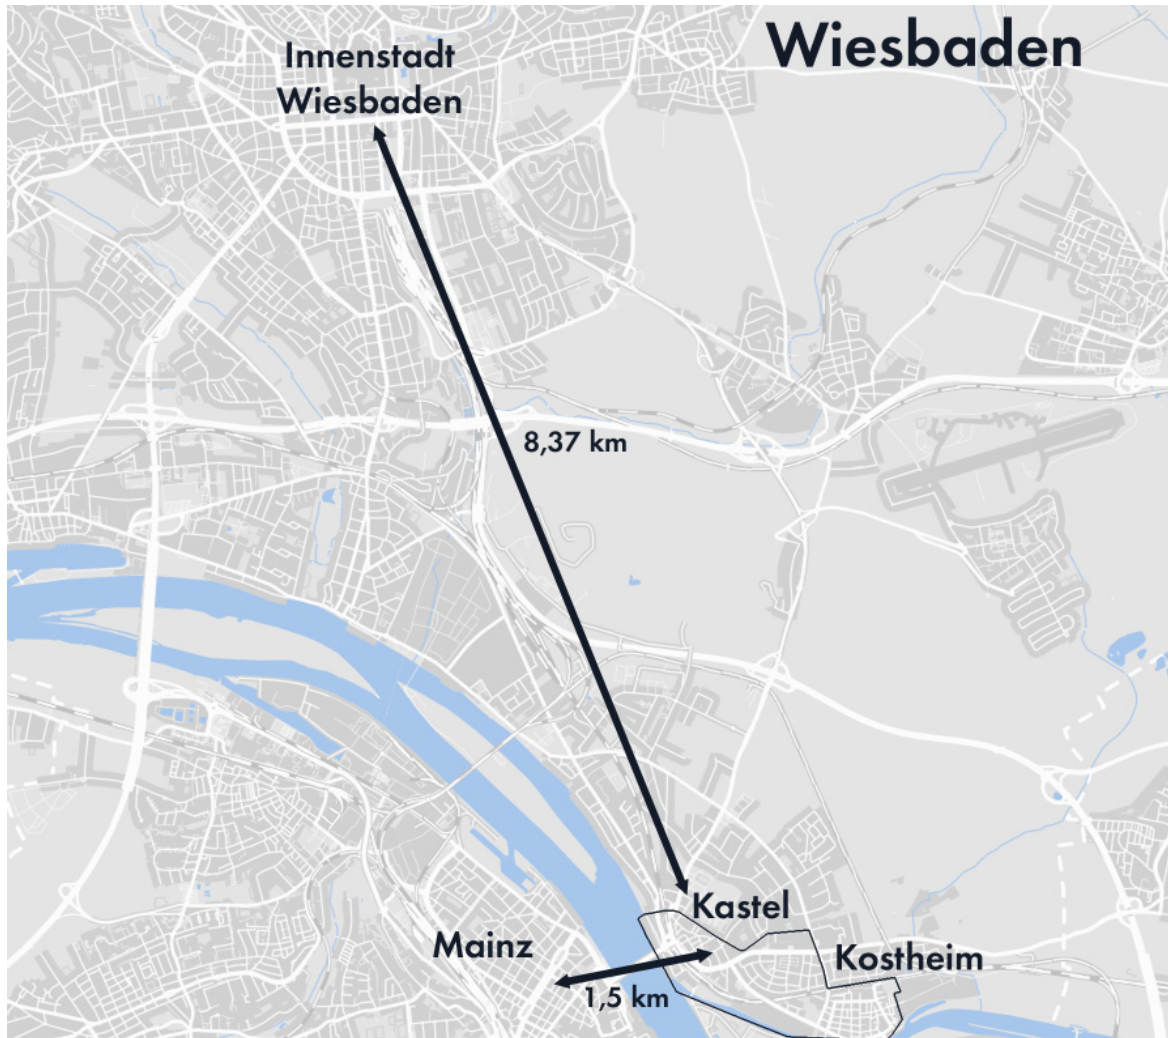 Wiesbaden
Innenstadt
Wiesbaden
8,37 km
Kastel
Mainz
Kostheim
1,5 km